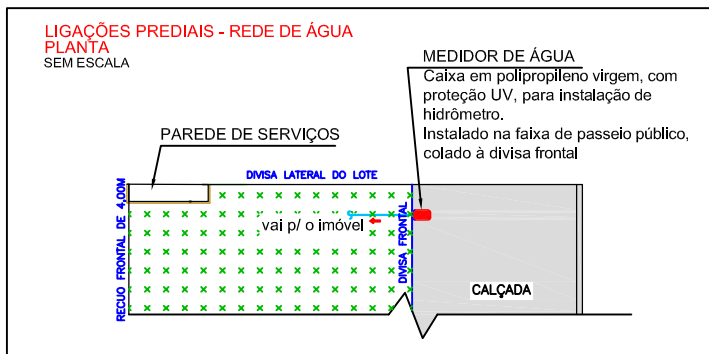 LIGAÇÕES PREDIAIS - REDE DE ÁGUA
PLANTA
SEM ESCALA
MEDIDOR DE ÁGUA
Caixa em polipropileno virgem, com
proteção UV, para instalação de
hidrômetro.
Instalado na faixa de passeio público,
colado à divisa frontal
PAREDE DE SERVIÇOS
DIVISA LATERAL DO LOTE
RECUO FRONTAL DE 4,00M
vai p/ o imóvel
DIVISA FRONTAL
CALÇADA